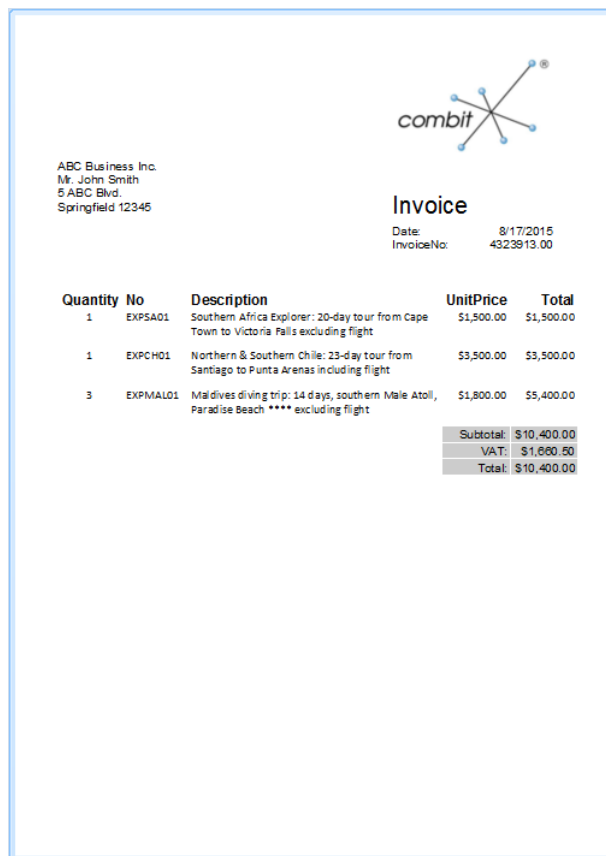 combit ®
ABC Business Inc.
Mr. John Smith
5 ABC Blvd.
Springfield 12345
Invoice
Date: 8/17/2015
InvoiceNo: 4323913.00
Quantity No Description UnitPrice Total
1 EXPSA01 Southern Africa Explorer: 20-day tour from Cape $1,500.00 $1,500.00
Town to Victoria Falls excluding flight
1 EXPCH01 Northern & Southern Chile: 23-day tour from $3,500.00 $3,500.00
Santiago to Punta Arenas including flight
3 EXPMAL01 Maldives diving trip: 14 days, southern Male Atoll, $1,800.00 $5,400.00
Paradise Beach **** excluding flight
Subtotal: $10,400.00
VAT: $1,660.50
Total: $10,400.00